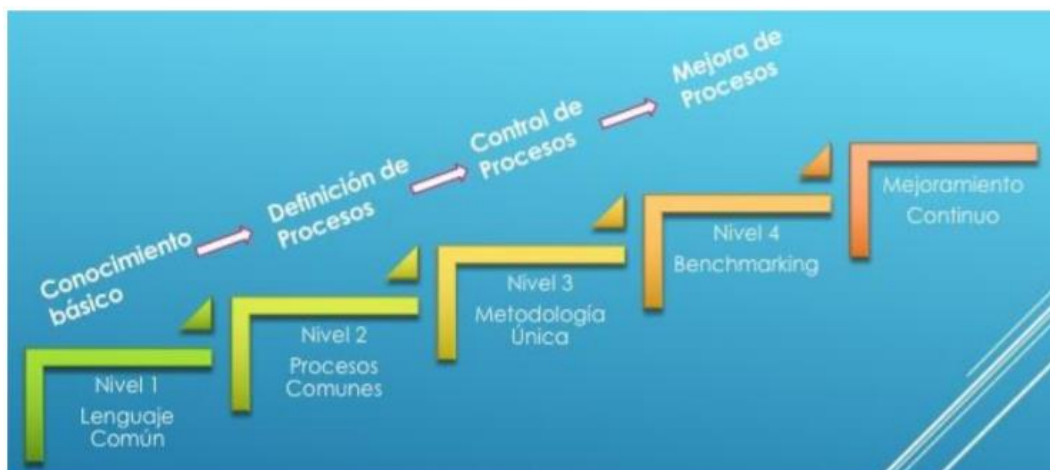 Conocimiento
básico
Definición de
Procesos
Control de
Procesos
Mejora de
Procesos
Nivel 1
Lenguaje
Común
Nivel 2
Procesos
Comunes
Nivel 3
Metodología
Única
Nivel 4
Benchmarking
Mejoramiento
Continuo